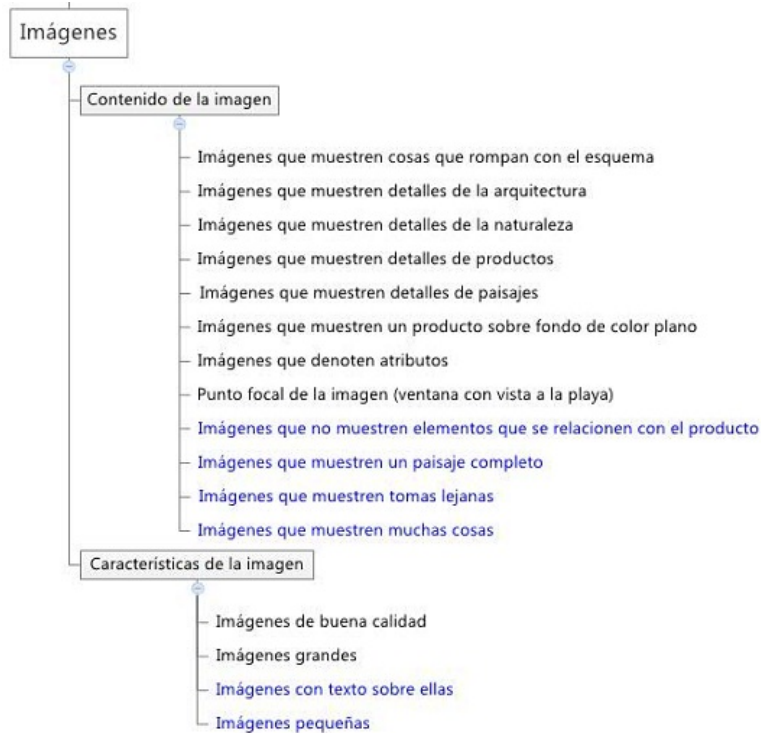 Imágenes
Contenido de la imagen
Imágenes que muestren cosas que rompan con el esquema
Imágenes que muestren detalles de la arquitectura
Imágenes que muestren detalles de la naturaleza
Imágenes que muestren detalles de productos
Imágenes que muestren detalles de paisajes
Imágenes que muestren un producto sobre fondo de color plano
Imágenes que denoten atributos
Punto focal de la imagen (ventana con vista a la playa)
Imágenes que no muestren elementos que se relacionen con el producto
Imágenes que muestren un paisaje completo
Imágenes que muestren tomas lejanas
Imágenes que muestren muchas cosas
Características de la imagen
Imágenes de buena calidad
Imágenes grandes
Imágenes con texto sobre ellas
Imágenes pequeñas